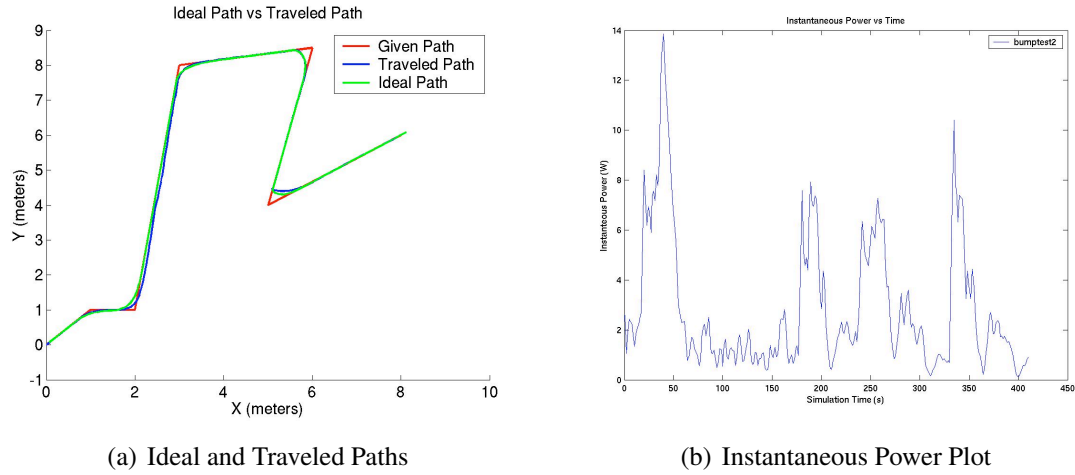 Ideal Path vs Traveled Path
9
8
7
6
5
4
3
2
1
0
-1
Y (meters)
Given Path
Traveled Path
Ideal Path
0
2
4
6
8
10
X (meters)
(a) Ideal and Traveled Paths
Instantaneous Power vs Time
14
12
10
8
6
4
2
0
Instanteous Power (W)
bumptest2
0
50
100
150
200
250
300
350
400
450
Simulation Time (s)
(b) Instantaneous Power Plot